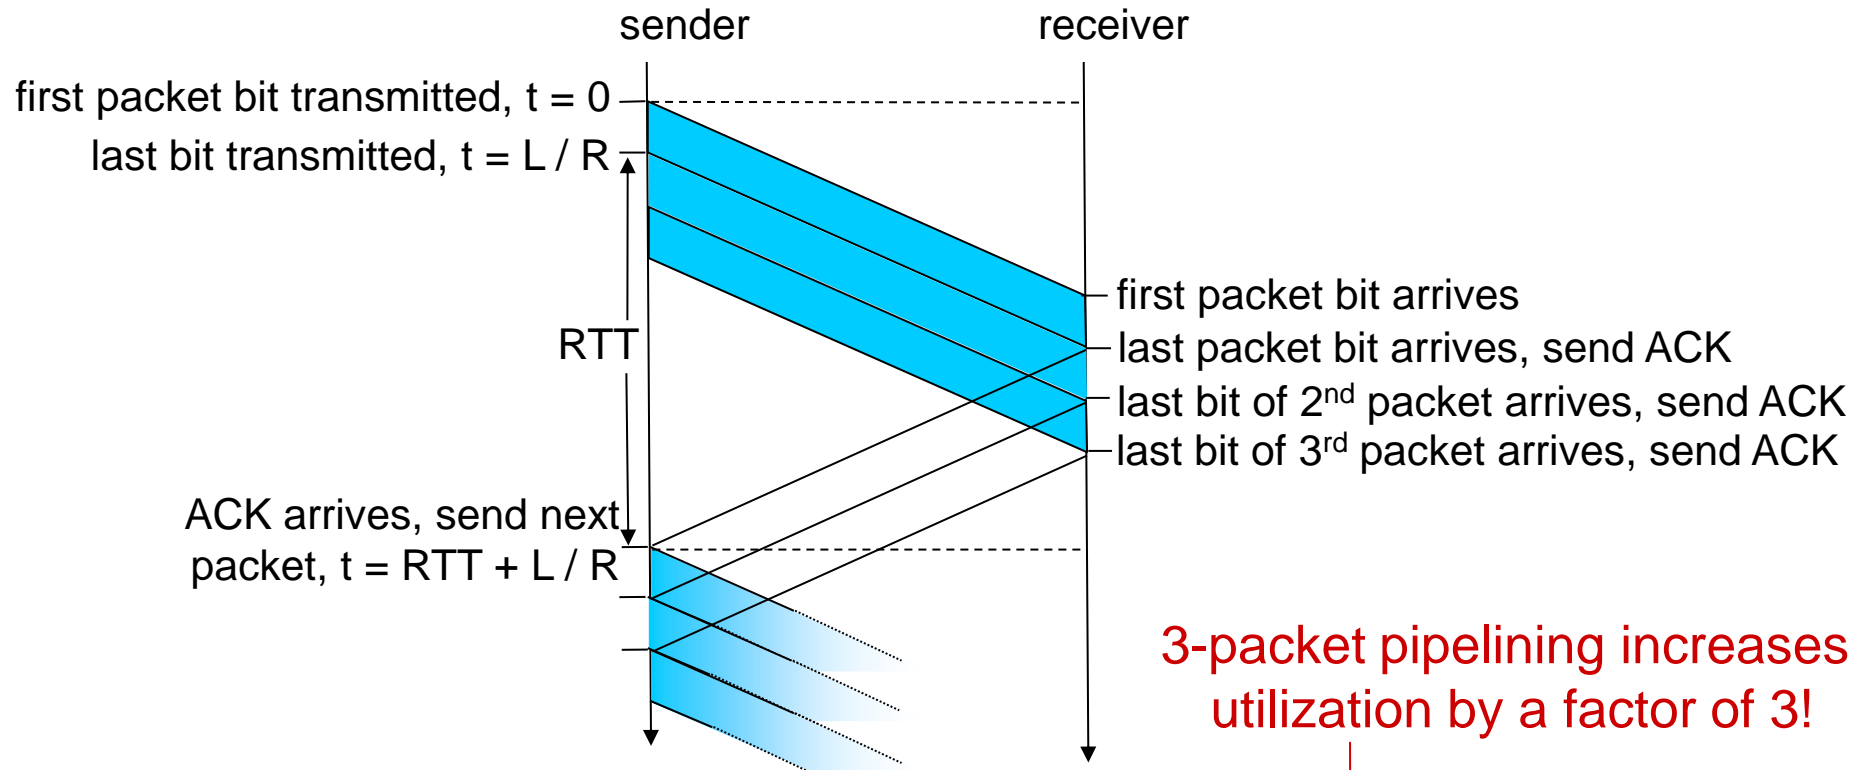 sender
receiver
first packet bit transmitted, t = 0
last bit transmitted, t = L / R
first packet bit arrives
RTT
last packet bit arrives, send ACK
last bit of 2nd packet arrives, send ACK
last bit of 3rd packet arrives, send ACK
ACK arrives, send next
packet, t = RTT + L / R
3-packet pipelining increases
utilization by a factor of 3!